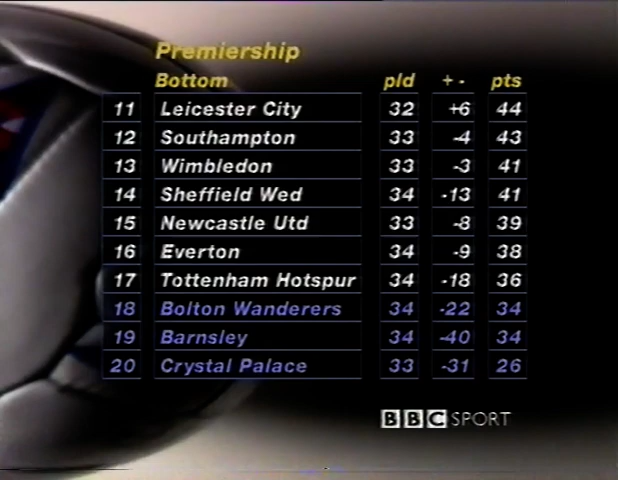 Premiership
Bottom pld + - pts
11 Leicester City 32 +6 44
12 Southampton 33 -4 43
13 Wimbledon 33 -3 41
14 Sheffield Wed 34 -13 41
15 Newcastle Utd 33 -8 39
16 Everton 34 -9 38
17 Tottenham Hotspur 34 -18 36
18 Bolton Wanderers 34 -22 34
19 Barnsley 34 -40 34
20 Crystal Palace 33 -31 26
BBC SPORT